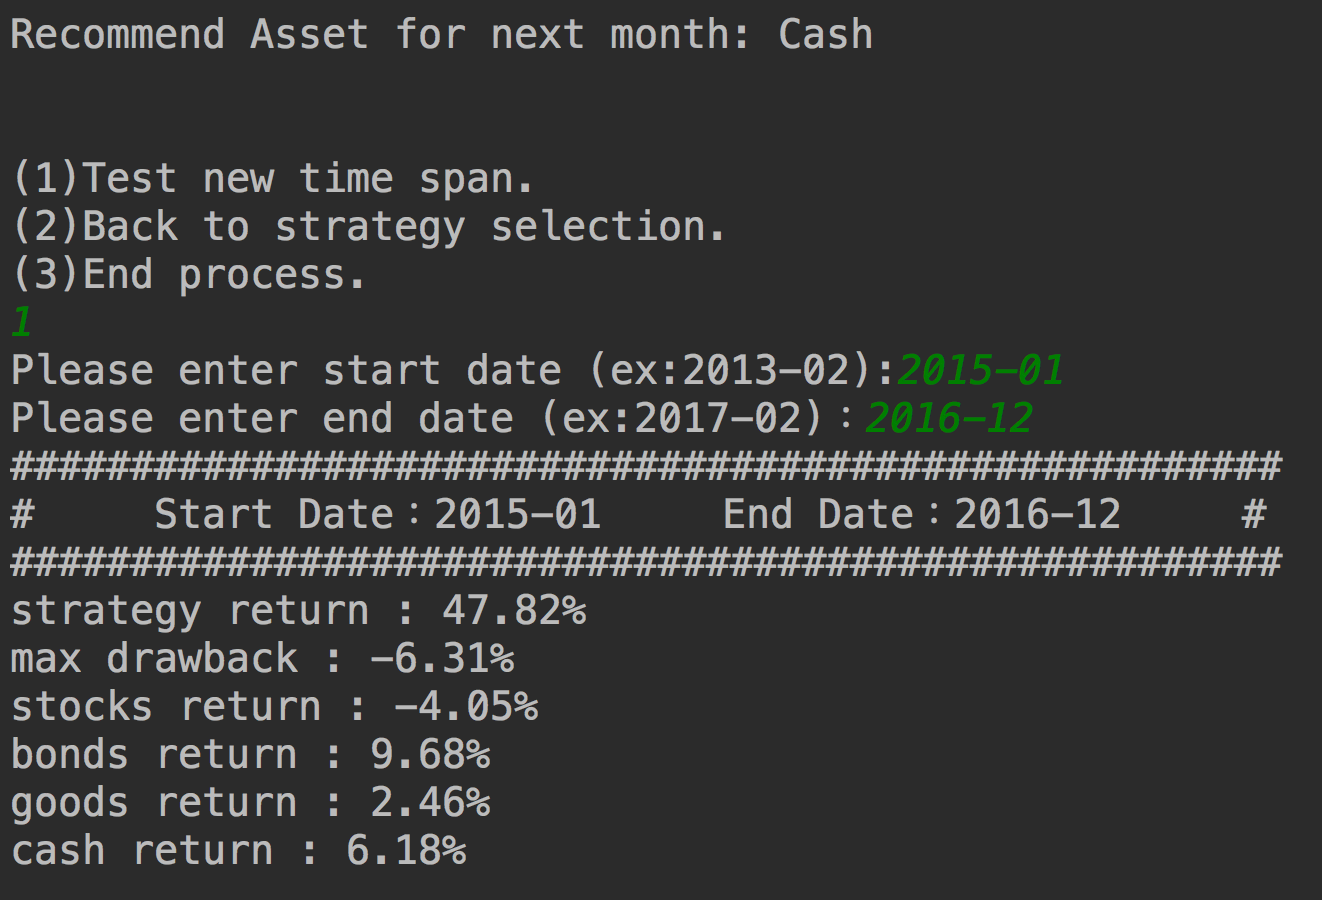 Recommend Asset for next month: Cash
(1)Test new time span.
(2)Back to strategy selection.
(3)End process.
1
Please enter start date (ex:2013-02):2015-01
Please enter end date (ex:2017-02)：2016-12
#####################################################
#     Start Date：2015-01     End Date：2016-12     #
#####################################################
strategy return : 47.82%
max drawback : -6.31%
stocks return : -4.05%
bonds return : 9.68%
goods return : 2.46%
cash return : 6.18%